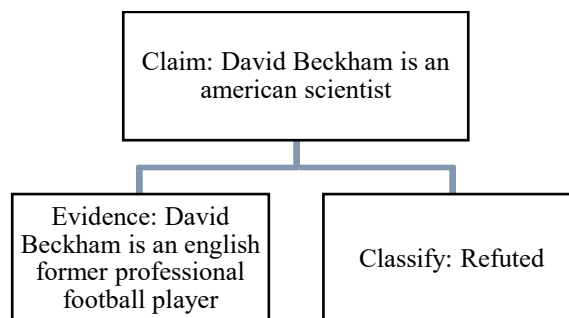 Claim: David Beckham is an
american scientist
Evidence: David
Beckham is an english
former professional
football player
Classify: Refuted